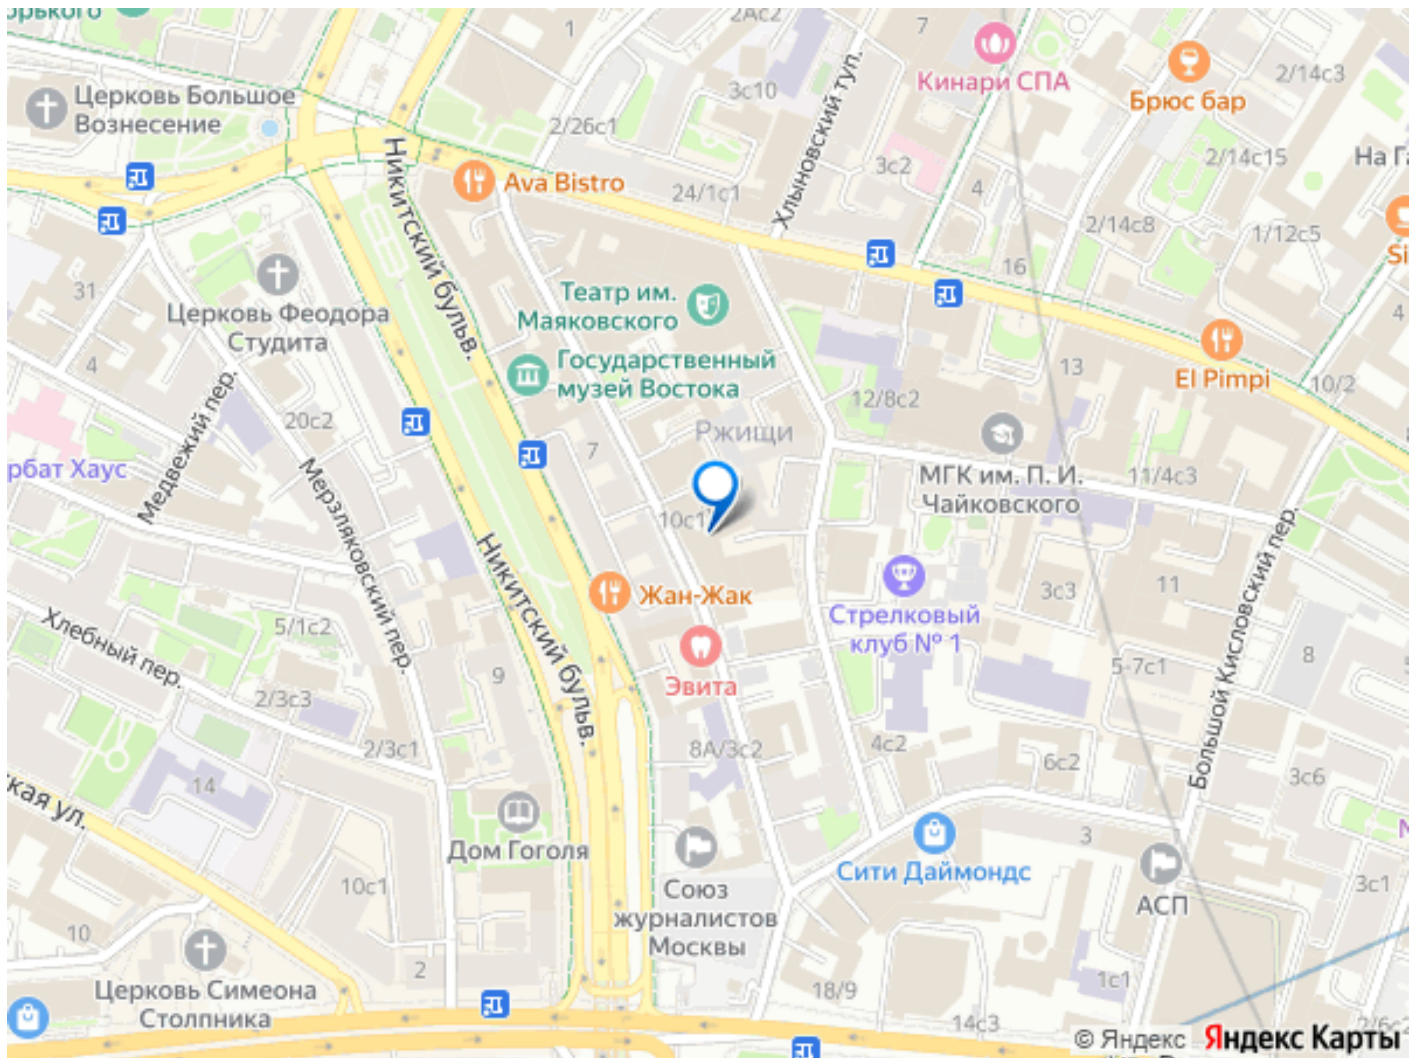 орького
1
2Ас2
7
Кинари СПА
Брюс бар
2/14с3
Церковь Большое
Вознесение
3с10
2/26с1
Хлыновский туп.
3с2
2/14с15
На Га
Никитский бульв.
Ava Bistro
24/1с1
4
2/14с8
1/12с5
Si
16
31
Церковь Феодора
Студита
Театр им.
Маяковского
4
4
Государственный
музей Востока
13
El Pimpi
10/2
12/8с2
Медвежий пер.
20с2
Ржищи
7
МГК им. П. И.
Чайковского
11/4с3
рбат Хаус
Мерзляковский пер.
10с1
Никитский бульв.
Жан-Жак
Стрелковый
клуб № 1
3с3
11
Большой Кисловский пер.
Хлебный пер.
5/1с2
9
Эвита
5-7с1
8
2/3с3
2/3с1
8А/3с2
4с2
6с2
3с6
14
кая ул.
Дом Гоголя
Сити Даймондс
3
10с1
Союз
журналистов
Москвы
АСП
3с1
10
2
Церковь Симеона
Столпника
18/9
1с1
14с3
2/6с2
© Яндекс Яндекс Карты